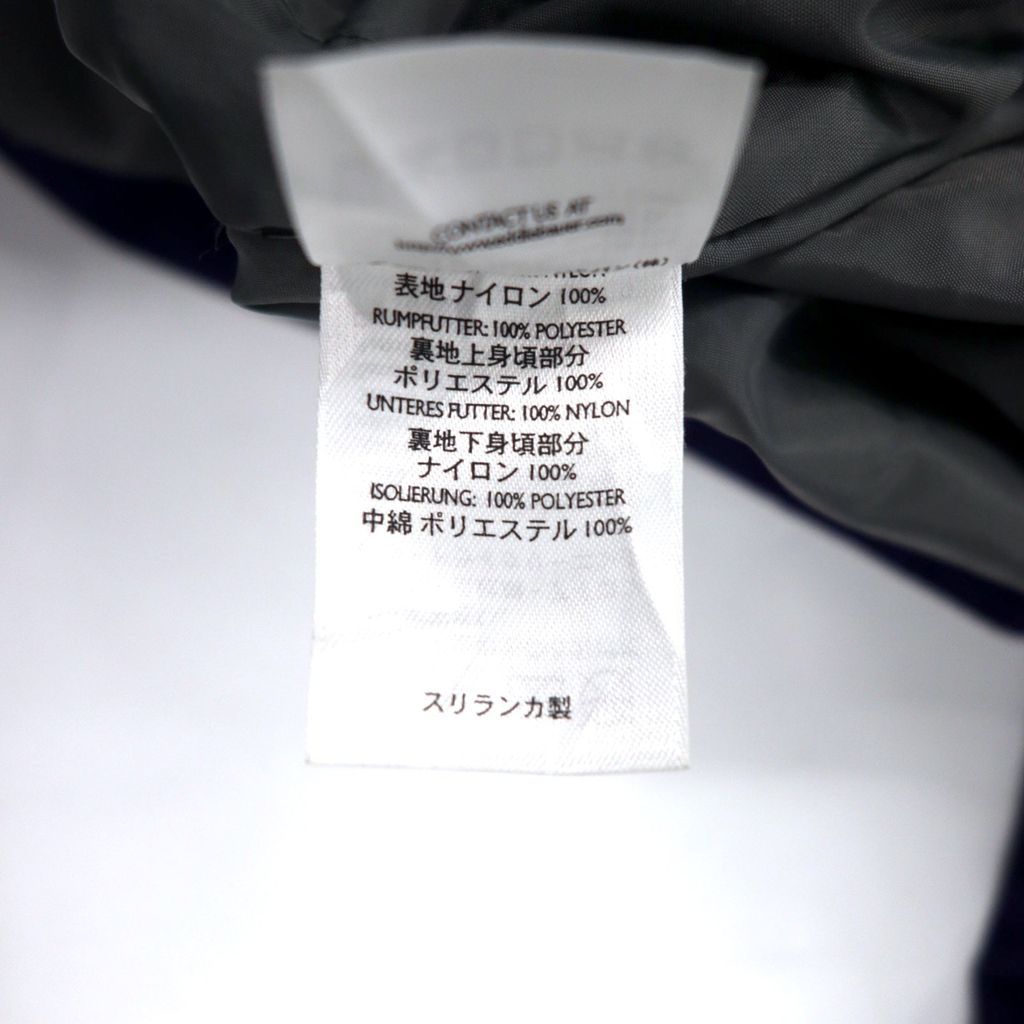 CONTACT US AT
表地 ナイロン 100%
RUMPFUTTER: 100% POLYESTER
裏地上身頃部分
ポリエステル 100%
UNTERES FUTTER: 100% NYLON
裏地下身頃部分
ナイロン 100%
ISOLIERUNG: 100% POLYESTER
中綿 ポリエステル 100%
スリランカ製